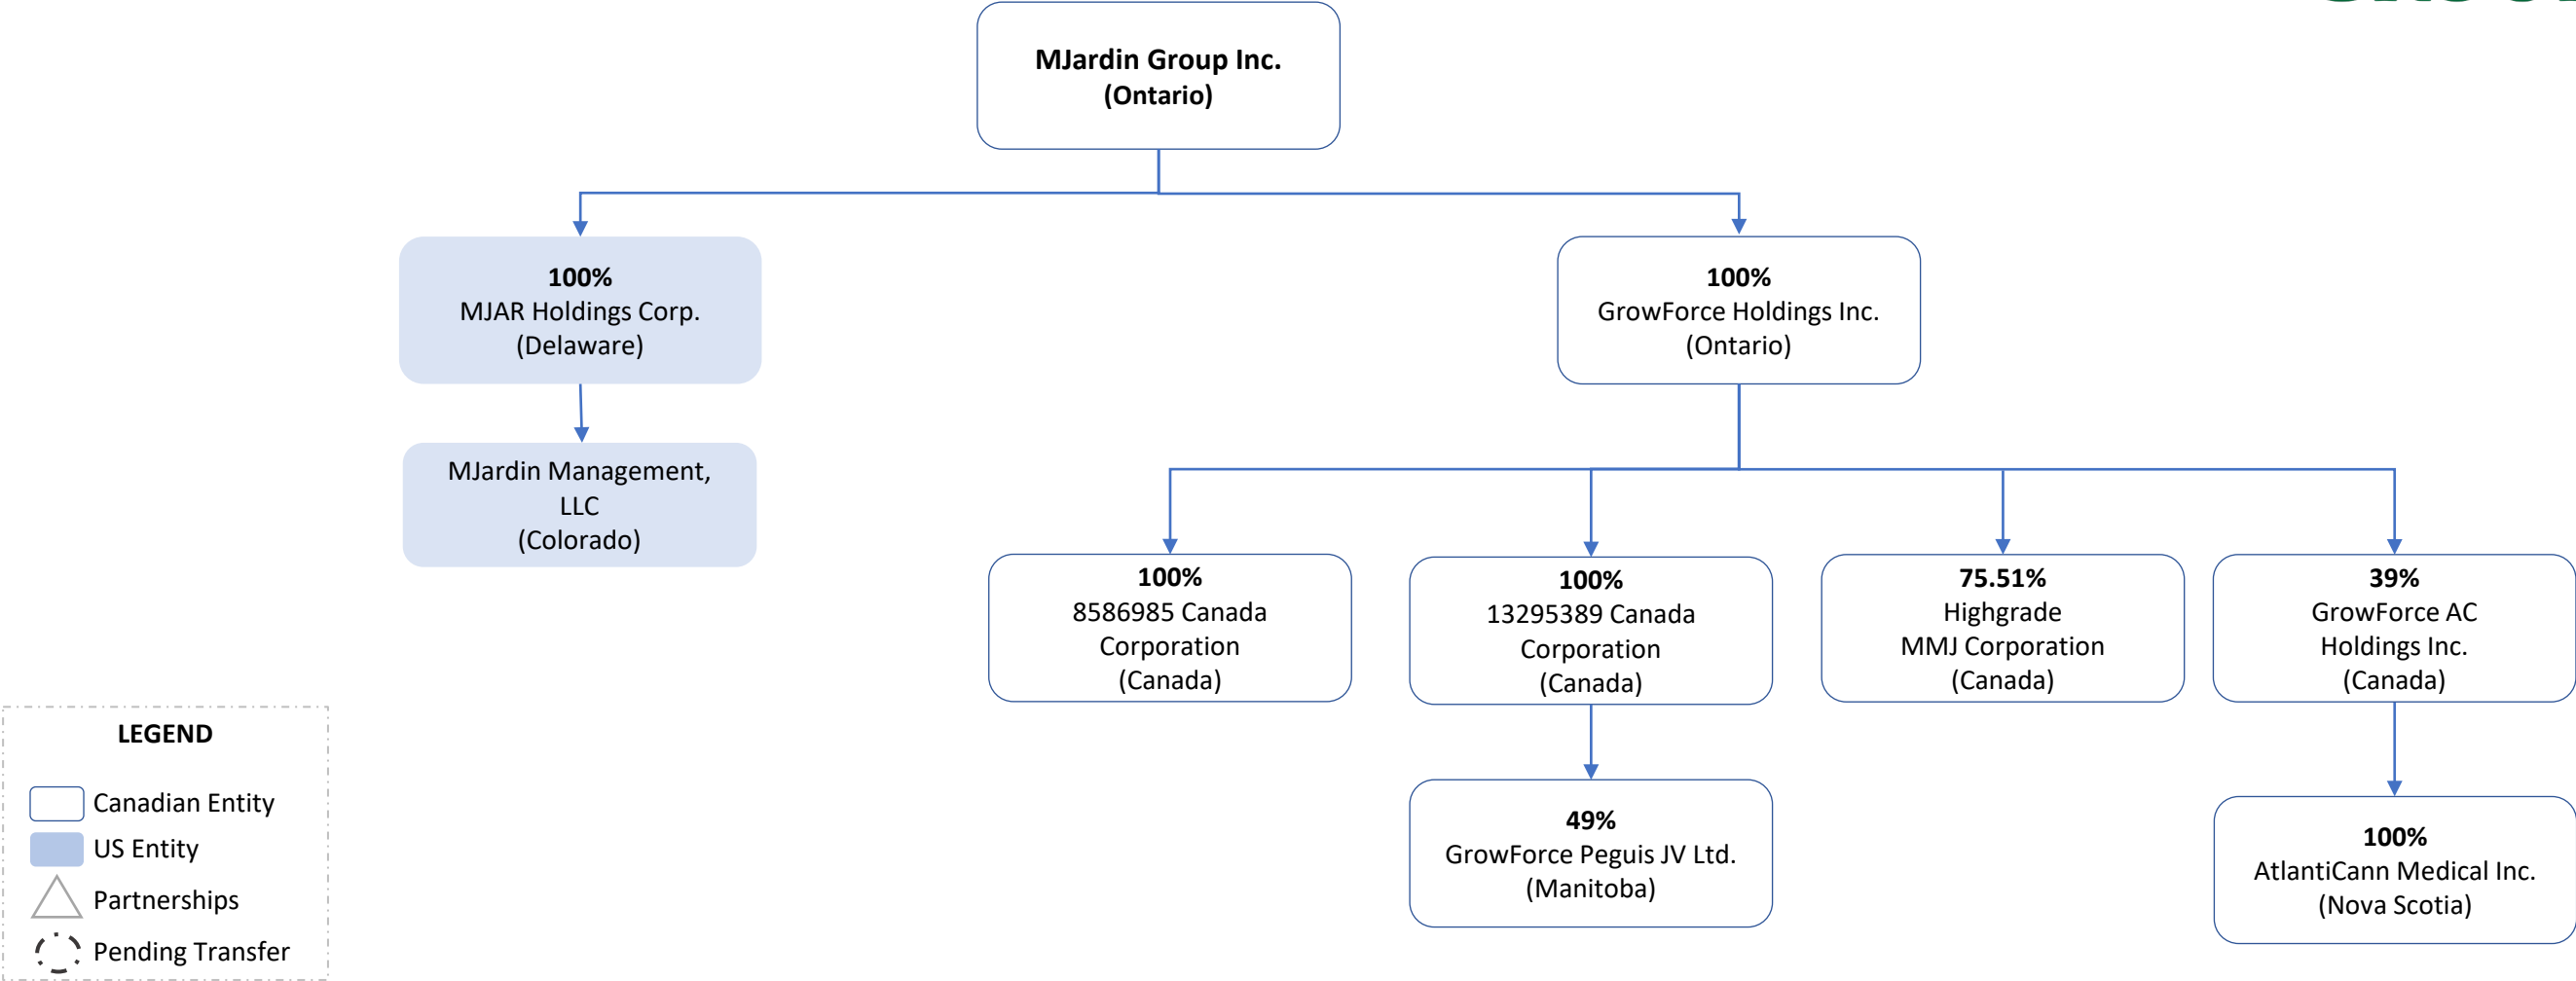 MJardin Group Inc.
(Ontario)
100%
MJAR Holdings Corp.
(Delaware)
100%
GrowForce Holdings Inc.
(Ontario)
MJardin Management,
LLC
(Colorado)
100%
8586985 Canada
Corporation
(Canada)
100%
13295389 Canada
Corporation
(Canada)
75.51%
Highgrade
MMJ Corporation
(Canada)
39%
GrowForce AC
Holdings Inc.
(Canada)
49%
GrowForce Peguis JV Ltd.
(Manitoba)
100%
AtlantiCann Medical Inc.
(Nova Scotia)
LEGEND
Canadian Entity
US Entity
Partnerships
Pending Transfer